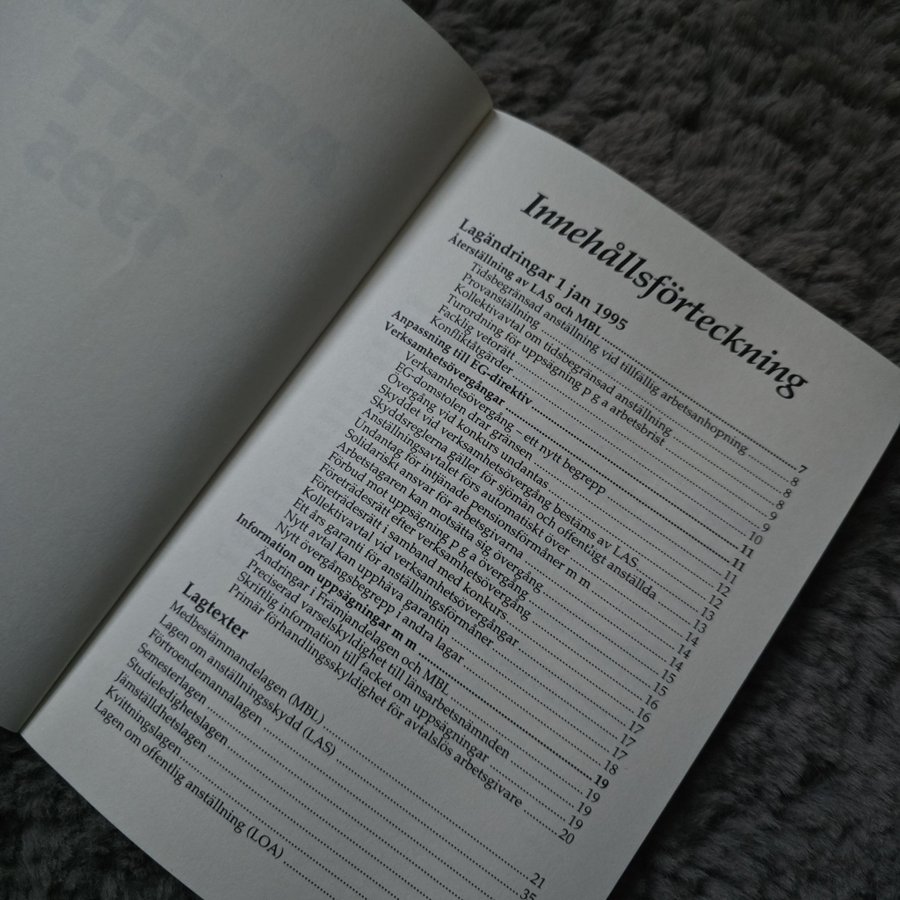 Innehållsförteckning
Lagändringar 1 jan 1995
Återställning av LAS och MBL 7
Tidsbegränsad anställning vid tillfällig arbetsanhopning 8
Provanställning 8
Kollektivavtal om tidsbegränsad anställning 8
Turordning för uppsägning p g a arbetsbrist 9
Facklig vetorätt 9
Konfliktåtgärder 10
Anpassning till EG-direktiv 11
Verksamhetsövergångar 11
Verksamhetsövergång - ett nytt begrepp 11
EG-domstolen drar gränsen 12
Övergång vid konkurs undantas 12
Skyddet vid verksamhetsövergång bestäms av LAS 13
Skyddsreglerna gäller för sjömän och offentligt anställda 13
Anställningsavtalet förs automatiskt över 14
Undantag för intjänade pensionsförmåner m m 14
Solidariskt ansvar för arbetsgivarna 14
Arbetstagaren kan motsätta sig övergång 15
Förbud mot uppsägning p g a övergång 15
Företrädesrätt efter verksamhetsövergång 16
Företrädesrätt i samband med konkurs 16
Kollektivavtal vid verksamhetsövergångar 17
Ett års garanti för anställningsförmåner 17
Nytt avtal kan upphäva garantin 17
Nytt övergångsbegrepp i andra lagar 18
Information om uppsägningar m m 19
Ändringar i Främjandelagen och i MBL 19
Preciserad varselskyldighet till länsarbetsnämnden 19
Skriftlig information till facket om uppsägningar 19
Primär förhandlingsskyldighet för avtalslös arbetsgivare 20
Lagtexter
Medbestämmandelagen (MBL) 21
Lagen om anställningsskydd (LAS) 35
Förtroendemannalagen
Semesterlagen
Studieledighetslagen
Jämställdhetslagen
Kvittningslagen
Lagen om offentlig anställning (LOA)